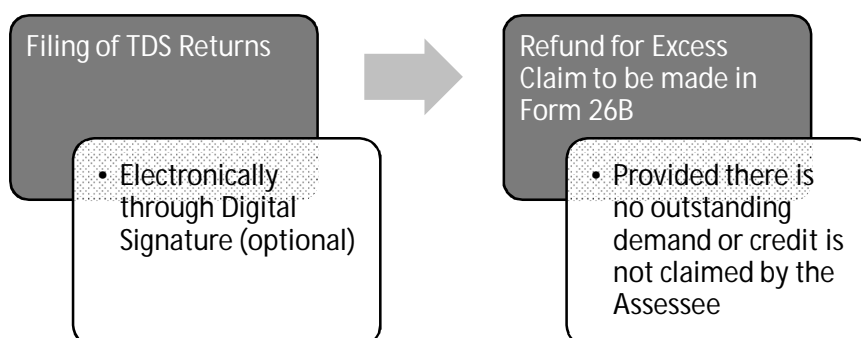 Filing of TDS Returns
• Electronically
through Digital
Signature (optional)
Refund for Excess
Claim to be made in
Form 26B
• Provided there is
no outstanding
demand or credit is
not claimed by the
Assessee